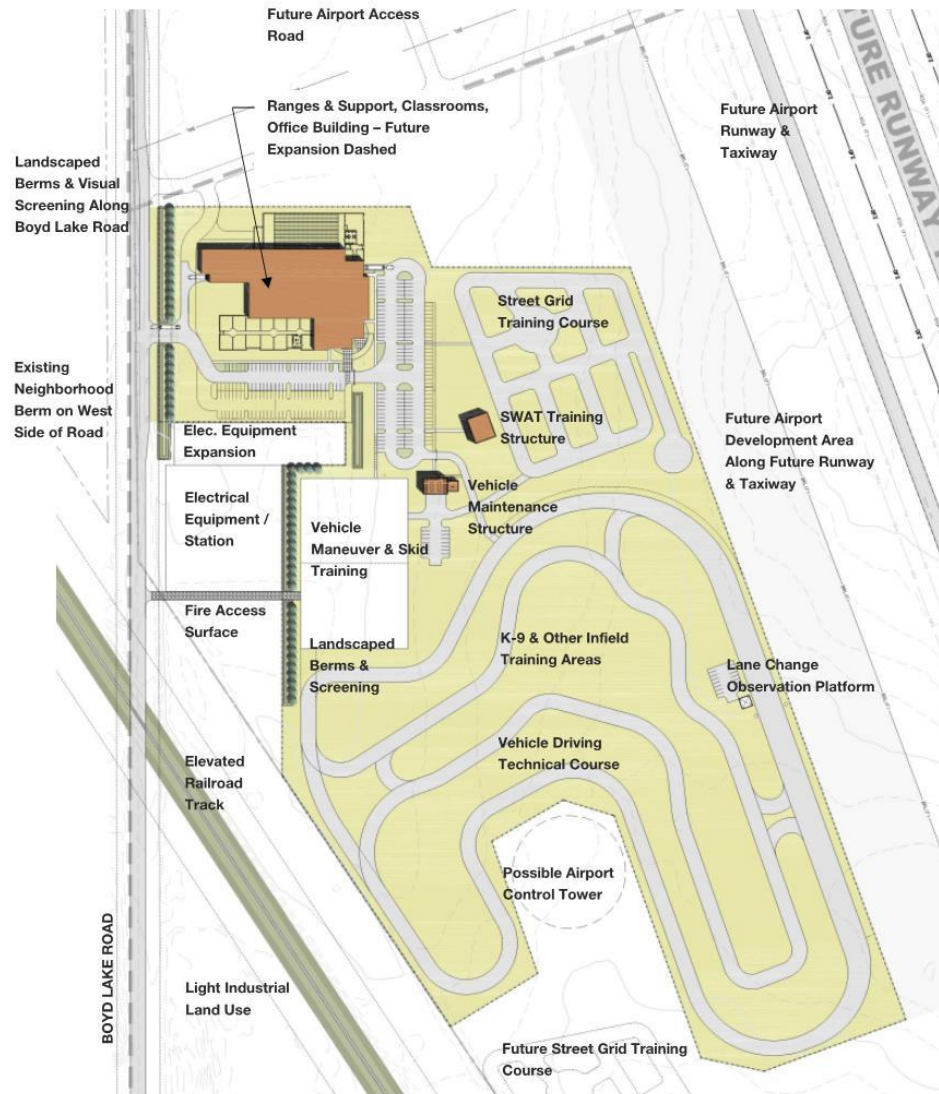 Future Airport Access
Road
Ranges & Support, Classrooms,
Office Building – Future
Expansion Dashed
Future Airport
Runway &
Taxiway
TURE RUNWAY
Landscaped
Berms & Visual
Screening Along
Boyd Lake Road
Street Grid
Training Course
Existing
Neighborhood
Berm on West
Side of Road
SWAT Training
Structure
Future Airport
Development Area
Along Future Runway
& Taxiway
Elec. Equipment
Expansion
Electrical
Equipment /
Station
Vehicle
Maintenance
Structure
Vehicle
Maneuver & Skid
Training
Fire Access
Surface
Landscaped
Berms &
Screening
K-9 & Other Infield
Training Areas
Lane Change
Observation Platform
Vehicle Driving
Technical Course
Elevated
Railroad
Track
Possible Airport
Control Tower
BOYD LAKE ROAD
Light Industrial
Land Use
Future Street Grid Training
Course